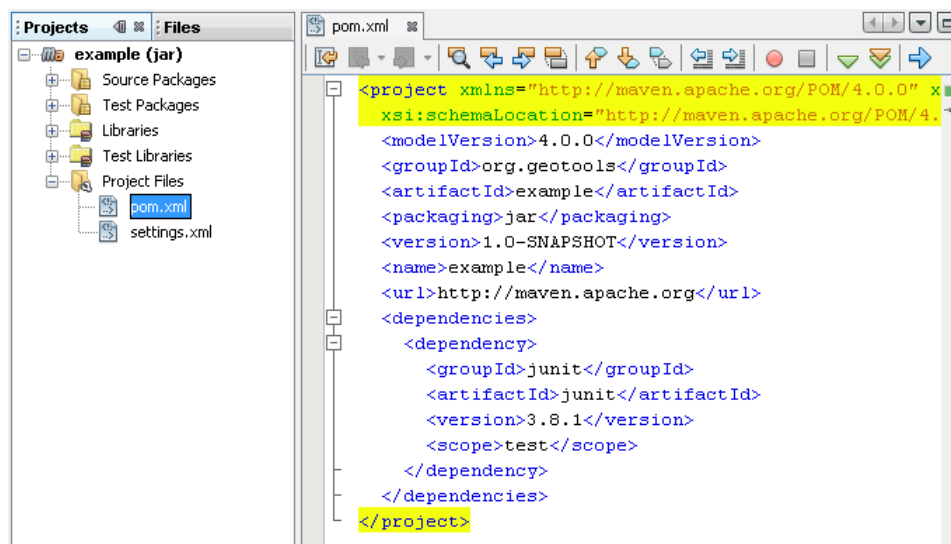 Projects
Files
example (jar)
Source Packages
Test Packages
Libraries
Test Libraries
Project Files
pom.xml
settings.xml
pom.xml
<project xmlns="http://maven.apache.org/POM/4.0.0" x
xsi:schemaLocation="http://maven.apache.org/POM/4.
<modelVersion>4.0.0</modelVersion>
<groupId>org.geotools</groupId>
<artifactId>example</artifactId>
<packaging>jar</packaging>
<version>1.0-SNAPSHOT</version>
<name>example</name>
<url>http://maven.apache.org</url>
<dependencies>
<dependency>
<groupId>junit</groupId>
<artifactId>junit</artifactId>
<version>3.8.1</version>
<scope>test</scope>
</dependency>
</dependencies>
</project>